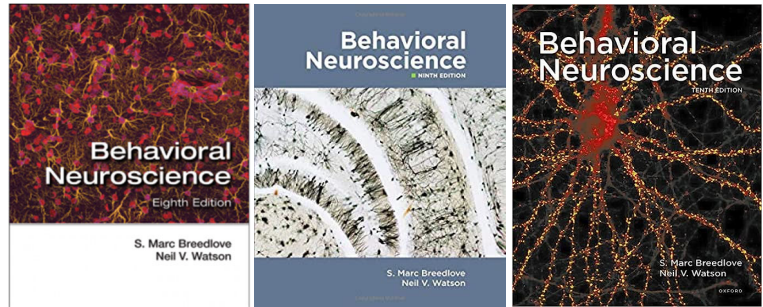 Behavioral
Neuroscience
Eighth Edition
S. Marc Breedlove
Neil V. Watson
Behavioral
Neuroscience
NINTH EDITION
S. Marc Breedlove
Neil V. Watson
Behavioral
Neuroscience
TENTH EDITION
S. Marc Breedlove
Neil V. Watson
OXFORD